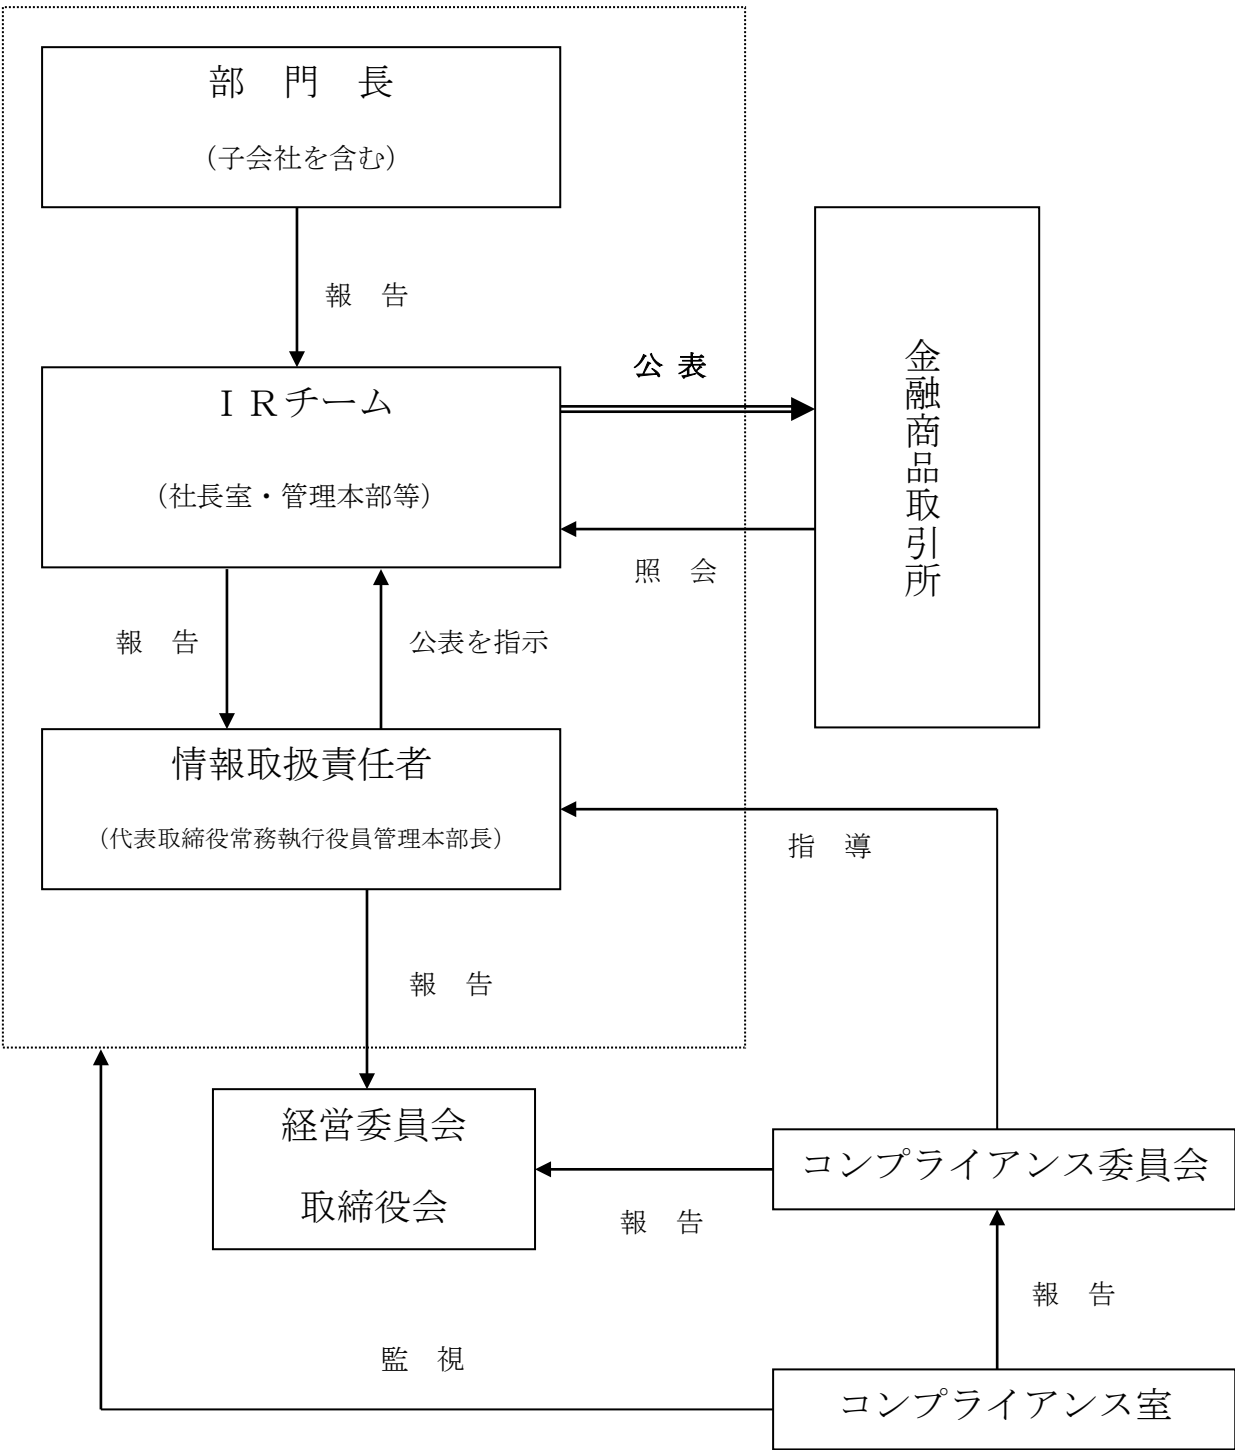 部　門　長
（子会社を含む）
報　告
ＩＲチーム
（社長室・管理本部等）
公 表
照　会
金融商品取引所
報　告
公表を指示
情報取扱責任者
（代表取締役常務執行役員管理本部長）
指　導
報　告
経営委員会
取締役会
コンプライアンス委員会
報　告
報　告
監　視
コンプライアンス室